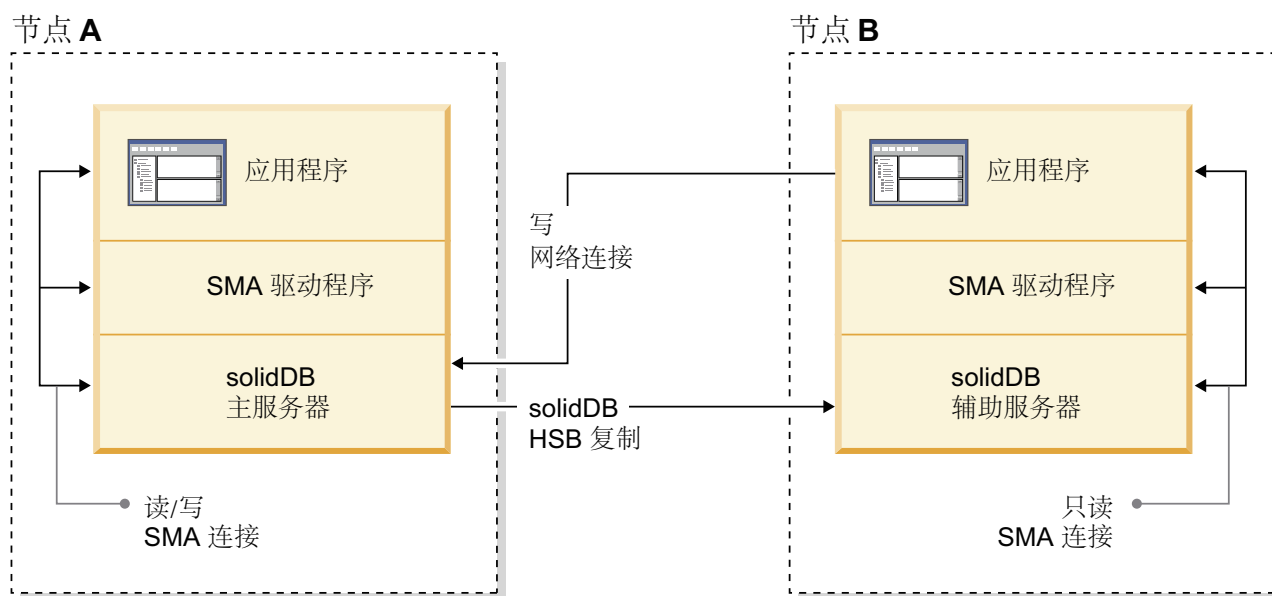 节点 A
节点 B
应用程序
应用程序
写
网络连接
SMA 驱动程序
SMA 驱动程序
solidDB
主服务器
solidDB
辅助服务器
solidDB
HSB 复制
读/写
SMA 连接
只读
SMA 连接